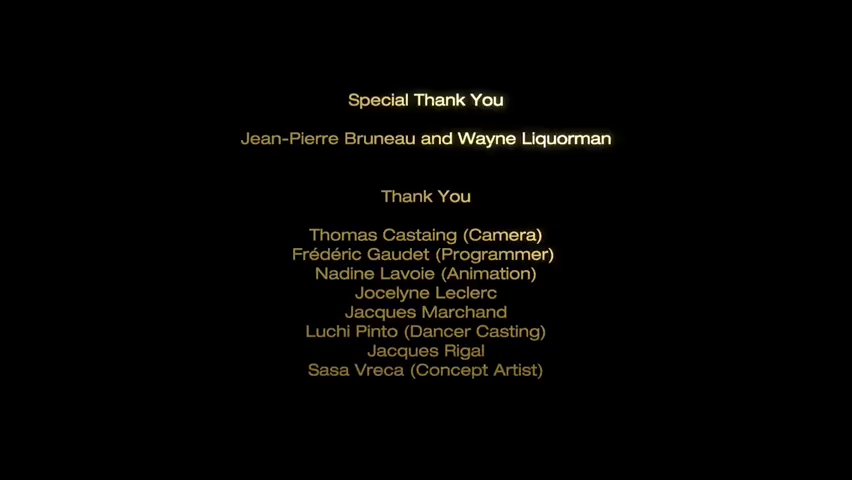 Special Thank You
Jean-Pierre Bruneau and Wayne Liquorman
Thank You
Thomas Castaing (Camera)
Frédéric Gaudet (Programmer)
Nadine Lavoie (Animation)
Jocelyne Leclerc
Jacques Marchand
Luchi Pinto (Dancer Casting)
Jacques Rigal
Sasa Vreca (Concept Artist)